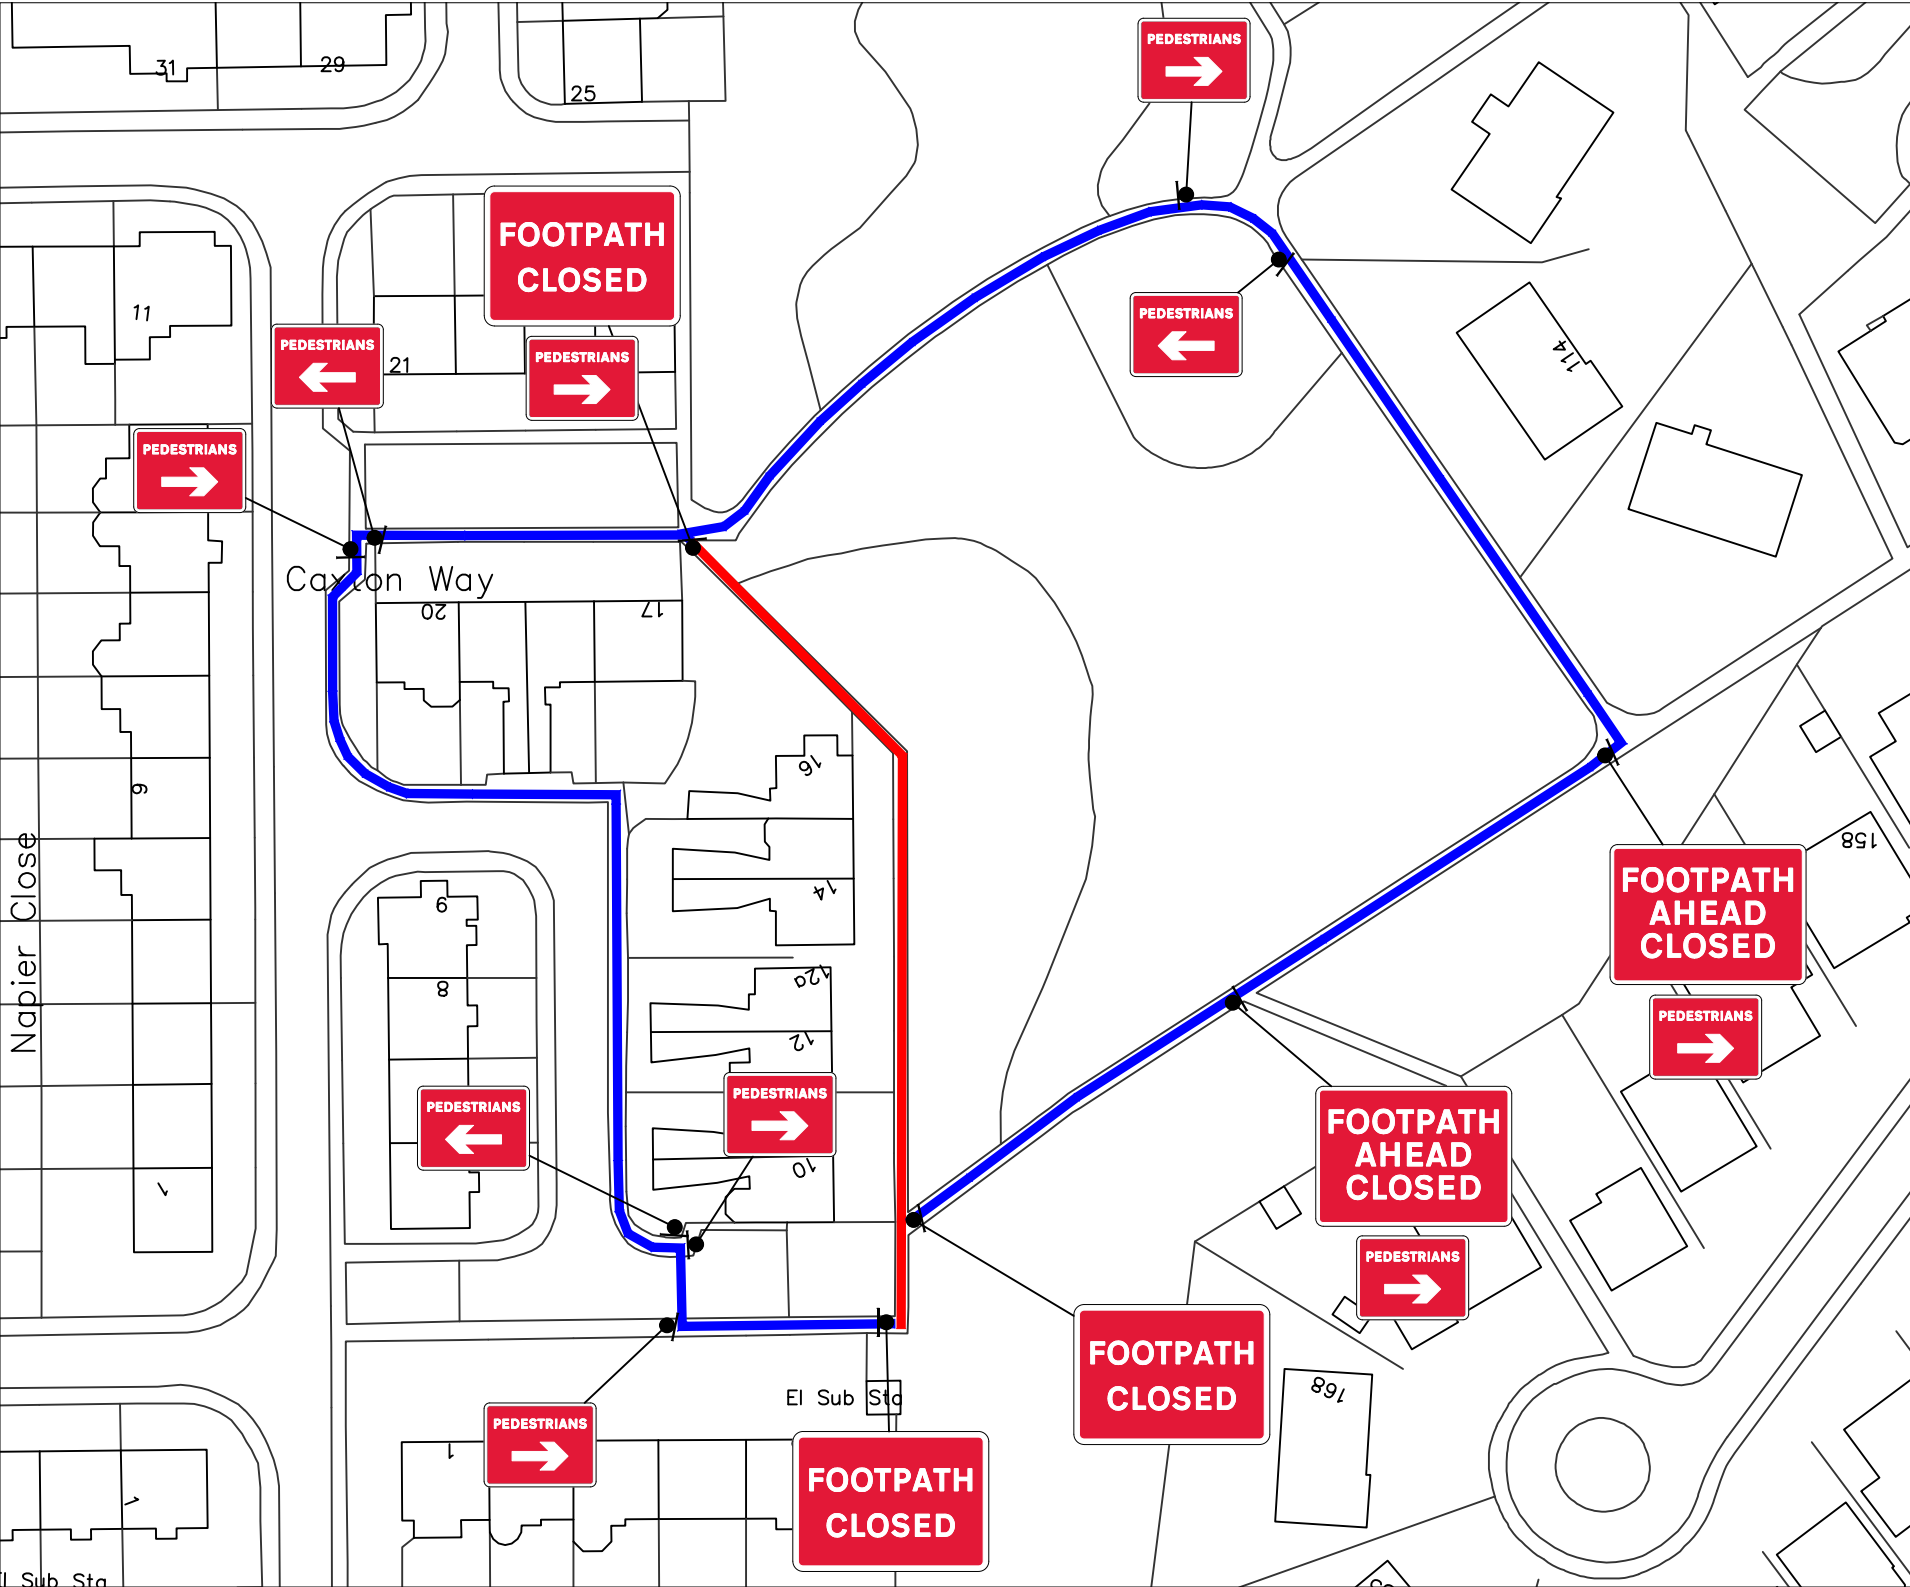 PEDESTRIANS
31
29
25
FOOTPATH
CLOSED
11
PEDESTRIANS
21
PEDESTRIANS
PEDESTRIANS
114
PEDESTRIANS
Caxton Way
20
17
16
9
158
Napier Close
14
FOOTPATH
AHEAD
CLOSED
9
8
12a
12
PEDESTRIANS
PEDESTRIANS
PEDESTRIANS
10
FOOTPATH
AHEAD
CLOSED
1
PEDESTRIANS
FOOTPATH
CLOSED
168
El Sub Sta
PEDESTRIANS
1
FOOTPATH
CLOSED
1
El Sub Sta